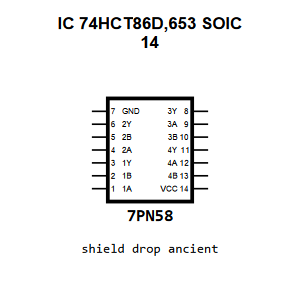 IC 74HCT86D,653 SOIC
14
7 GND 3Y 8
6 2Y 3A 9
5 2B 3B 10
4 2A 4Y 11
3 1Y 4A 12
2 1B 4B 13
1 1A VCC 14
7PN58
shield drop ancient